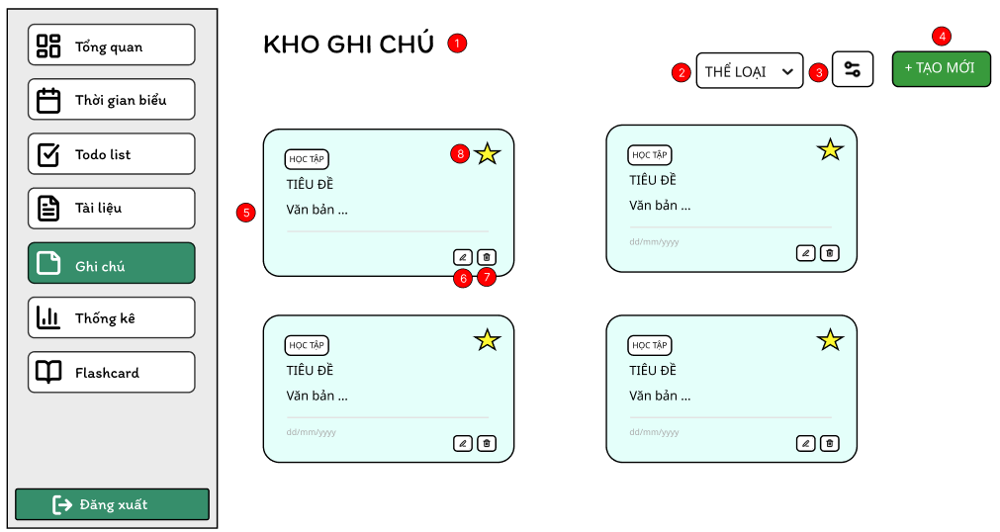 Tổng quan
Thời gian biểu
Todo list
Tài liệu
Ghi chú
Thống kê
Flashcard
Đăng xuất
KHO GHI CHÚ
1
2
THỂ LOẠI
3
4
+ TẠO MỚI
5
HỌC TẬP
8
TIÊU ĐỀ
Văn bản ...
6
7
HỌC TẬP
TIÊU ĐỀ
Văn bản ...
dd/mm/yyyy
HỌC TẬP
TIÊU ĐỀ
Văn bản ...
dd/mm/yyyy
HỌC TẬP
TIÊU ĐỀ
Văn bản ...
dd/mm/yyyy